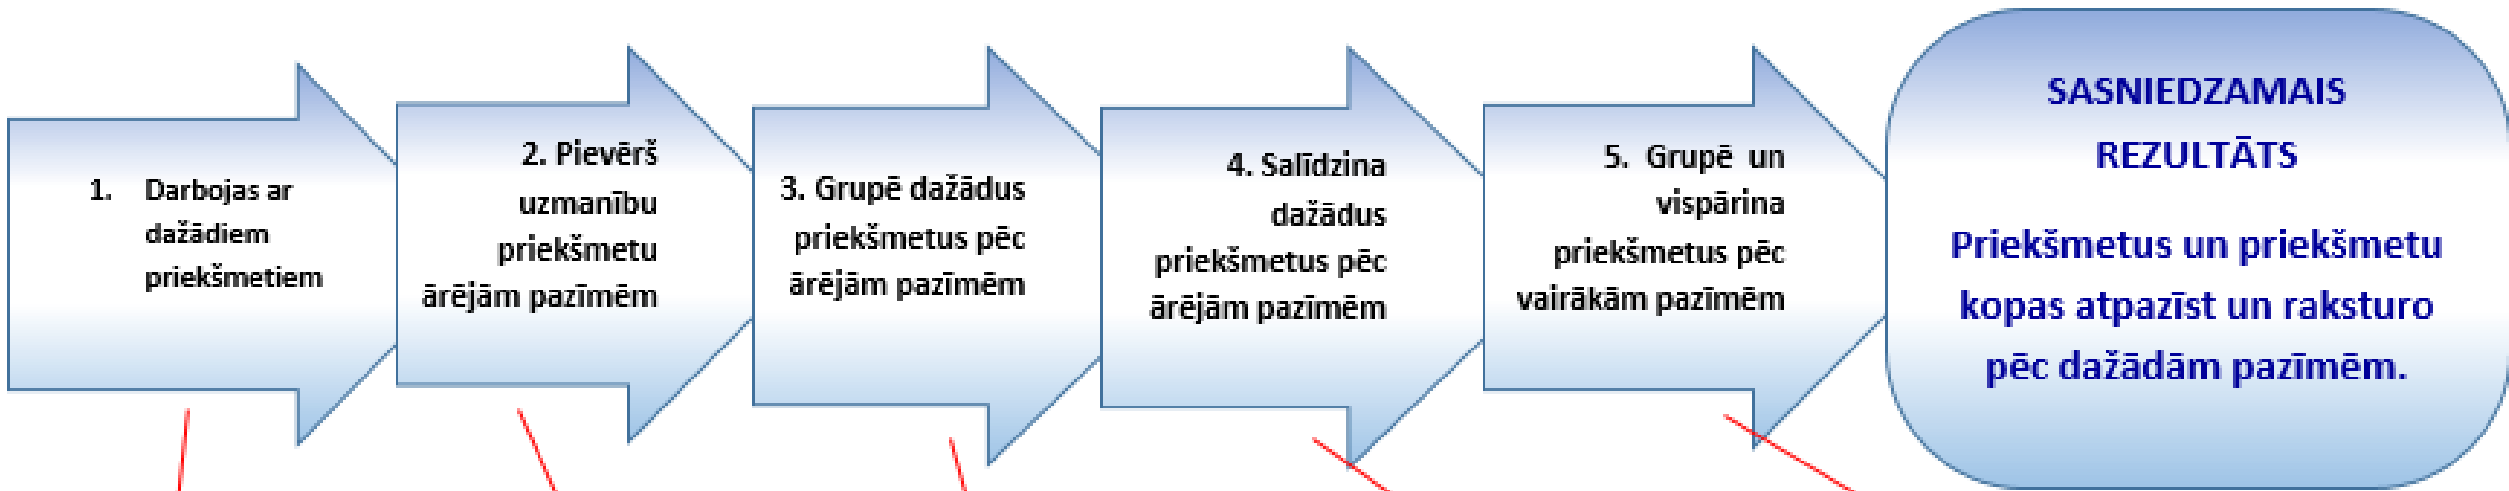 1. Darbojas ar
dažādiem
priekšmetiem
2. Pievērš
uzmanību
priekšmetu
ārējām pazīmēm
3. Grupē dažādus
priekšmetus pēc
ārējām pazīmēm
4. Salīdzina
dažādus
priekšmetus pēc
ārējām pazīmēm
5. Grupē un
vispārina
priekšmetus pēc
vairākām pazīmēm
SASNIEDZAMAIS
REZULTĀTS
Priekšmetus un priekšmetu
kopas atpazīst un raksturo
pēc dažādām pazīmēm.